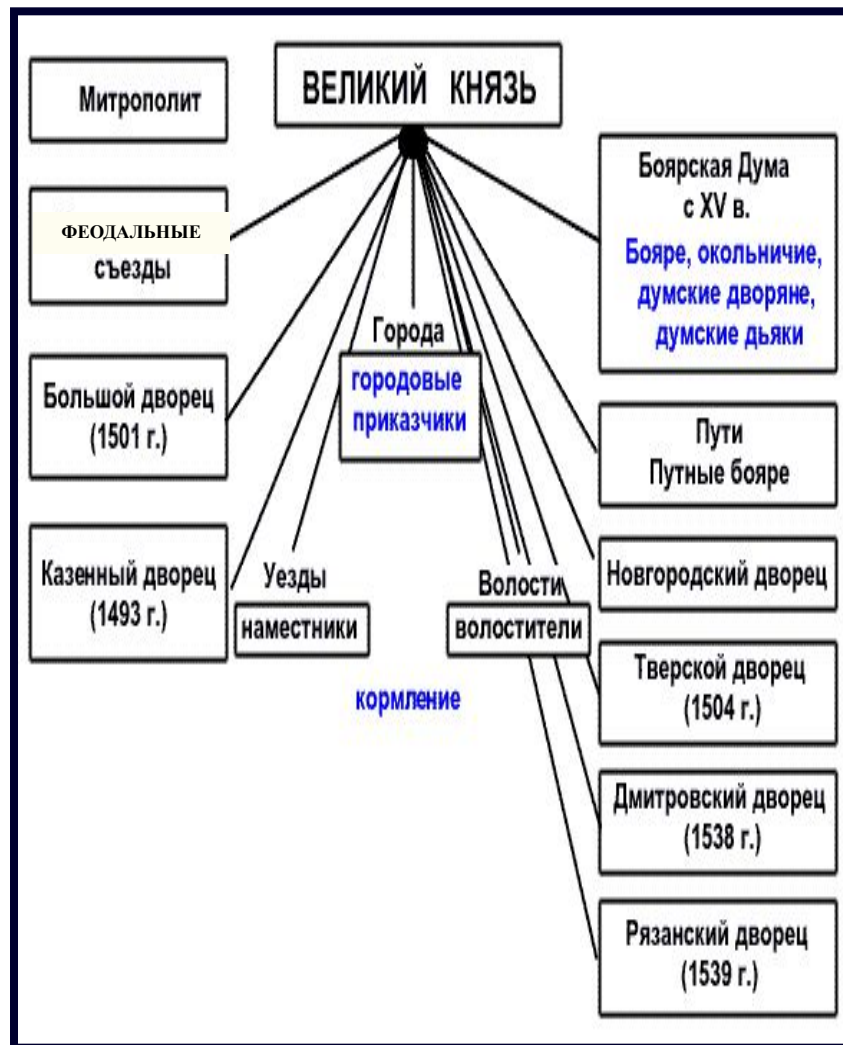 Митрополит
ВЕЛИКИЙ КНЯЗЬ
ФЕОДАЛЬНЫЕ
съезды
Боярская Дума
с XV в.
Бояре, окольничие,
думские дворяне,
думские дьяки
Города
городовые
приказчики
Большой дворец
(1501 г.)
Пути
Путные бояре
Казенный дворец
(1493 г.)
Уезды
наместники
Волости
волостители
Новгородский дворец
кормление
Тверской дворец
(1504 г.)
Дмитровский дворец
(1538 г.)
Рязанский дворец
(1539 г.)